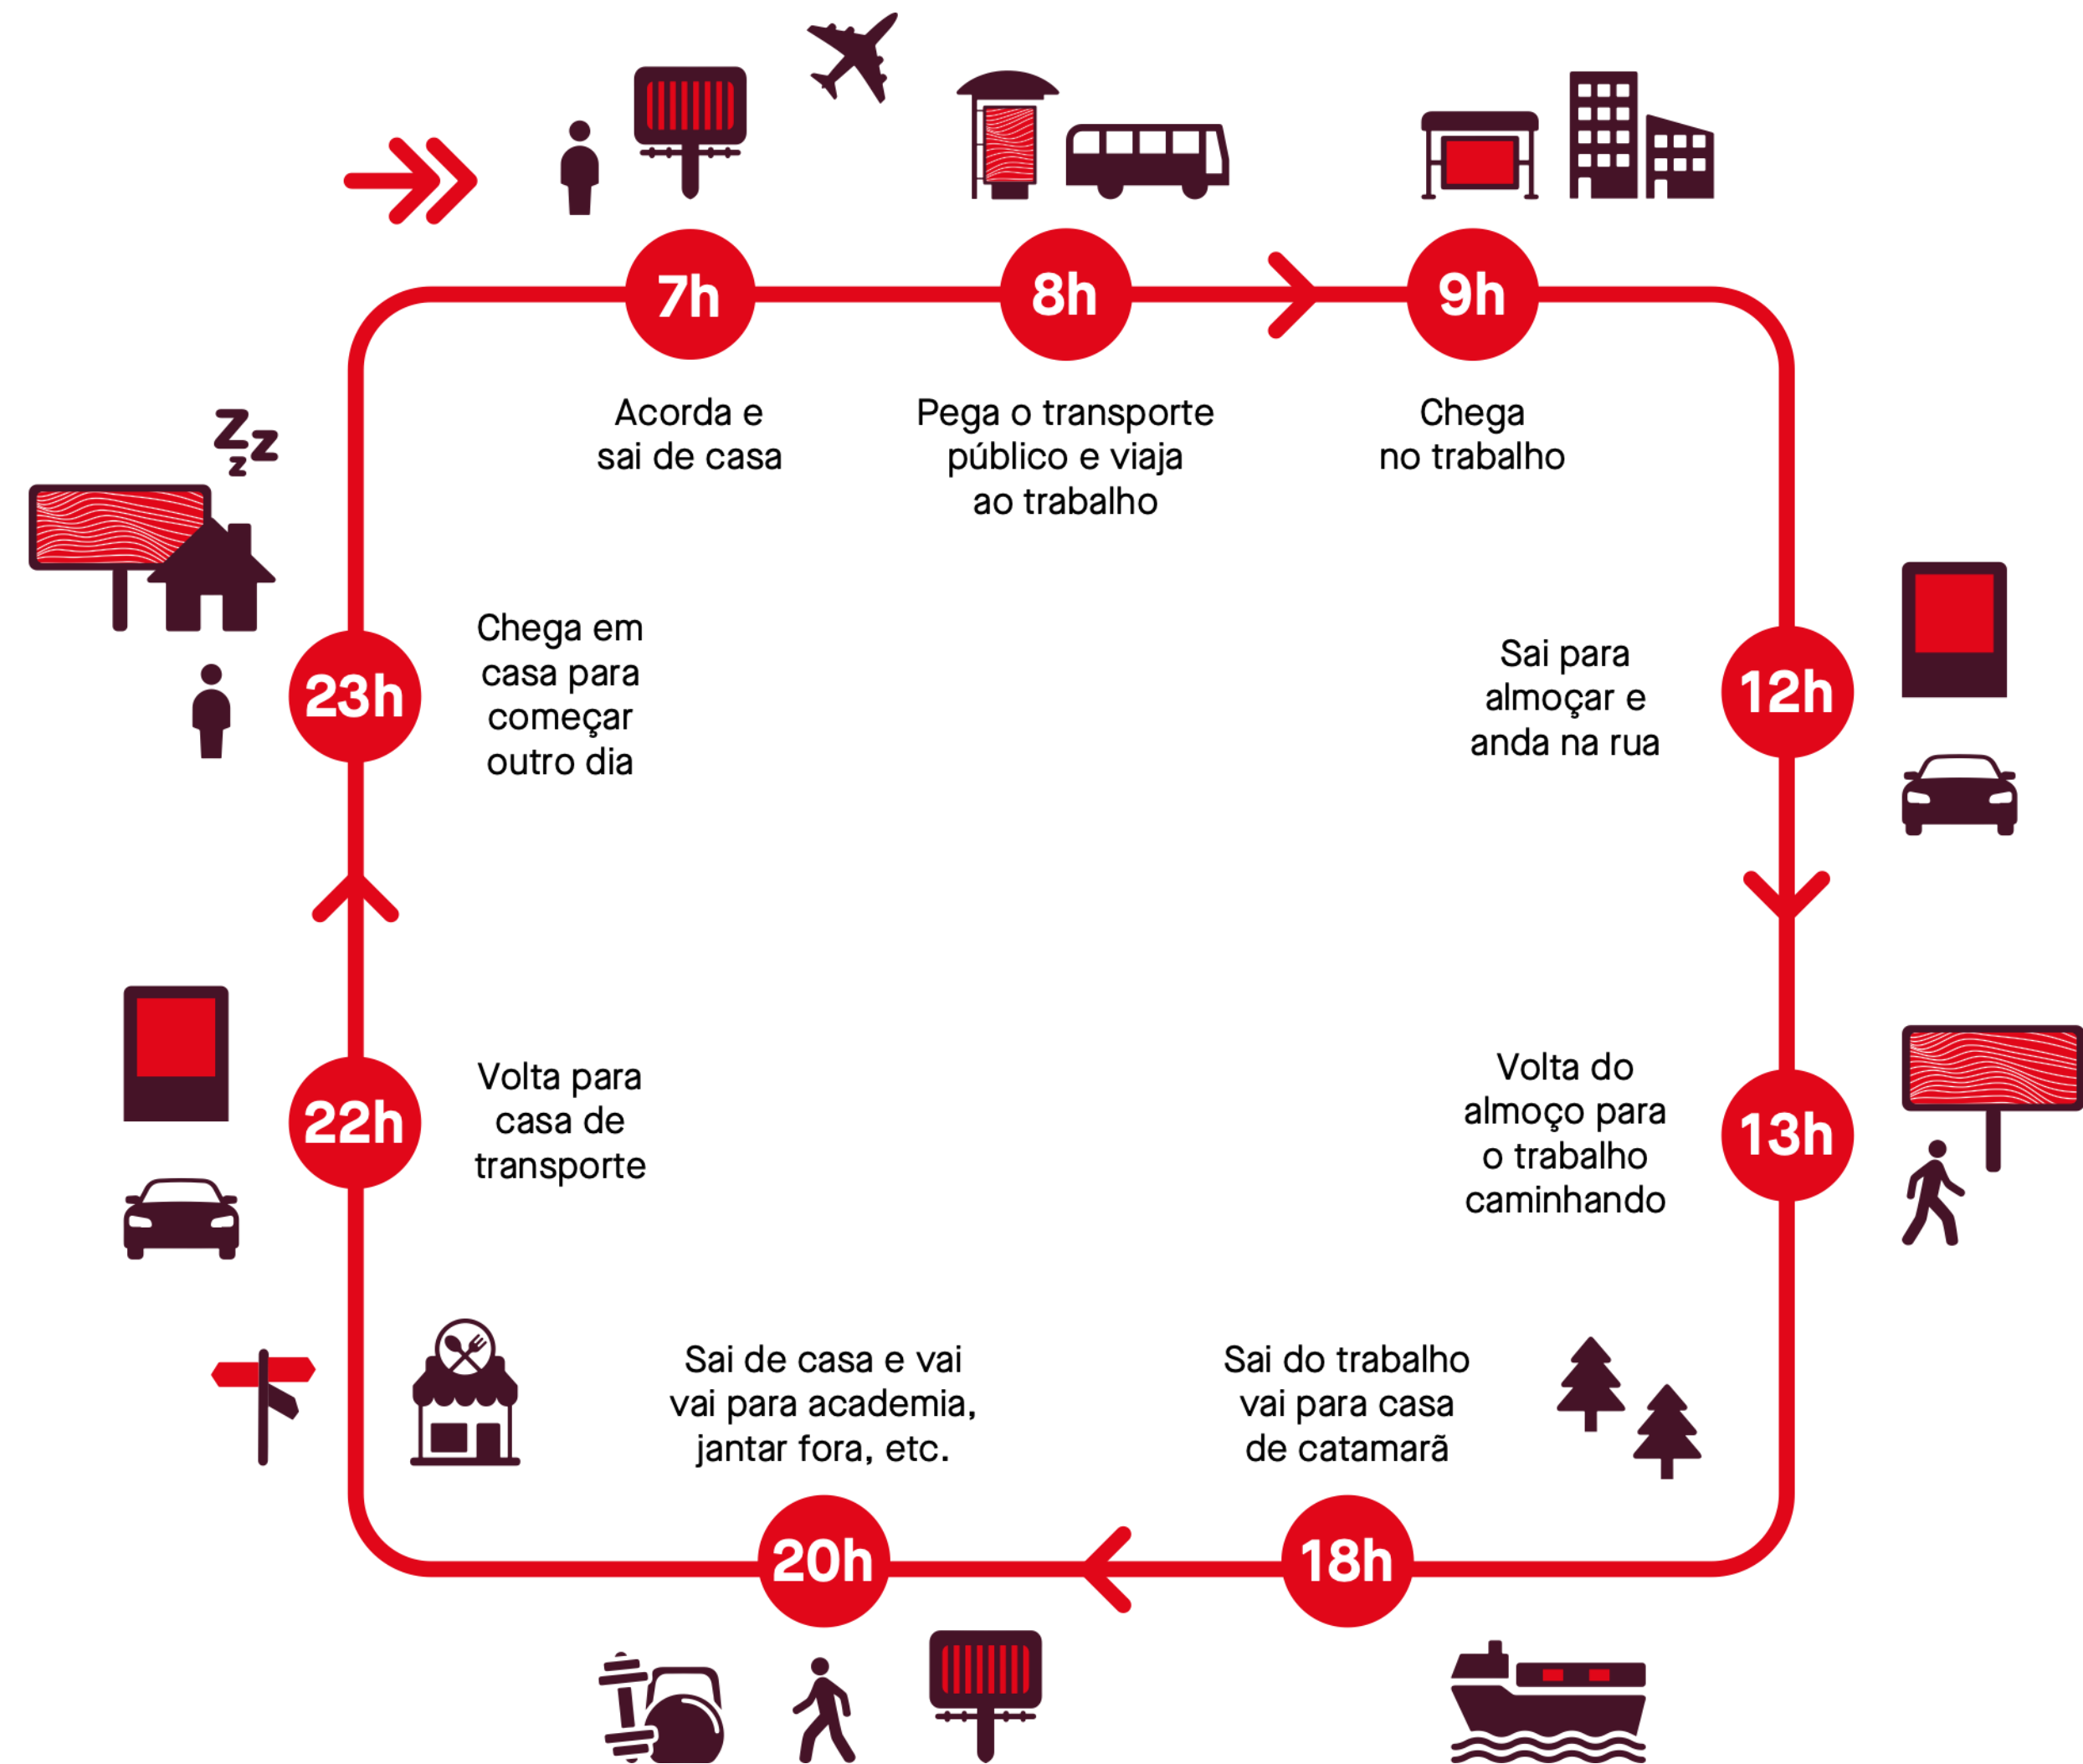 7h
Acorda e
sai de casa
8h
Pega o transporte
público e viaja
ao trabalho
9h
Chega
no trabalho
12h
Sai para
almoçar e
anda na rua
13h
Volta do
almoço para
o trabalho
caminhando
18h
Sai do trabalho
vai para casa
de catamarã
20h
Sai de casa e vai
vai para academia,
jantar fora, etc.
22h
Volta para
casa de
transporte
23h
Chega em
casa para
começar
outro dia
zzz